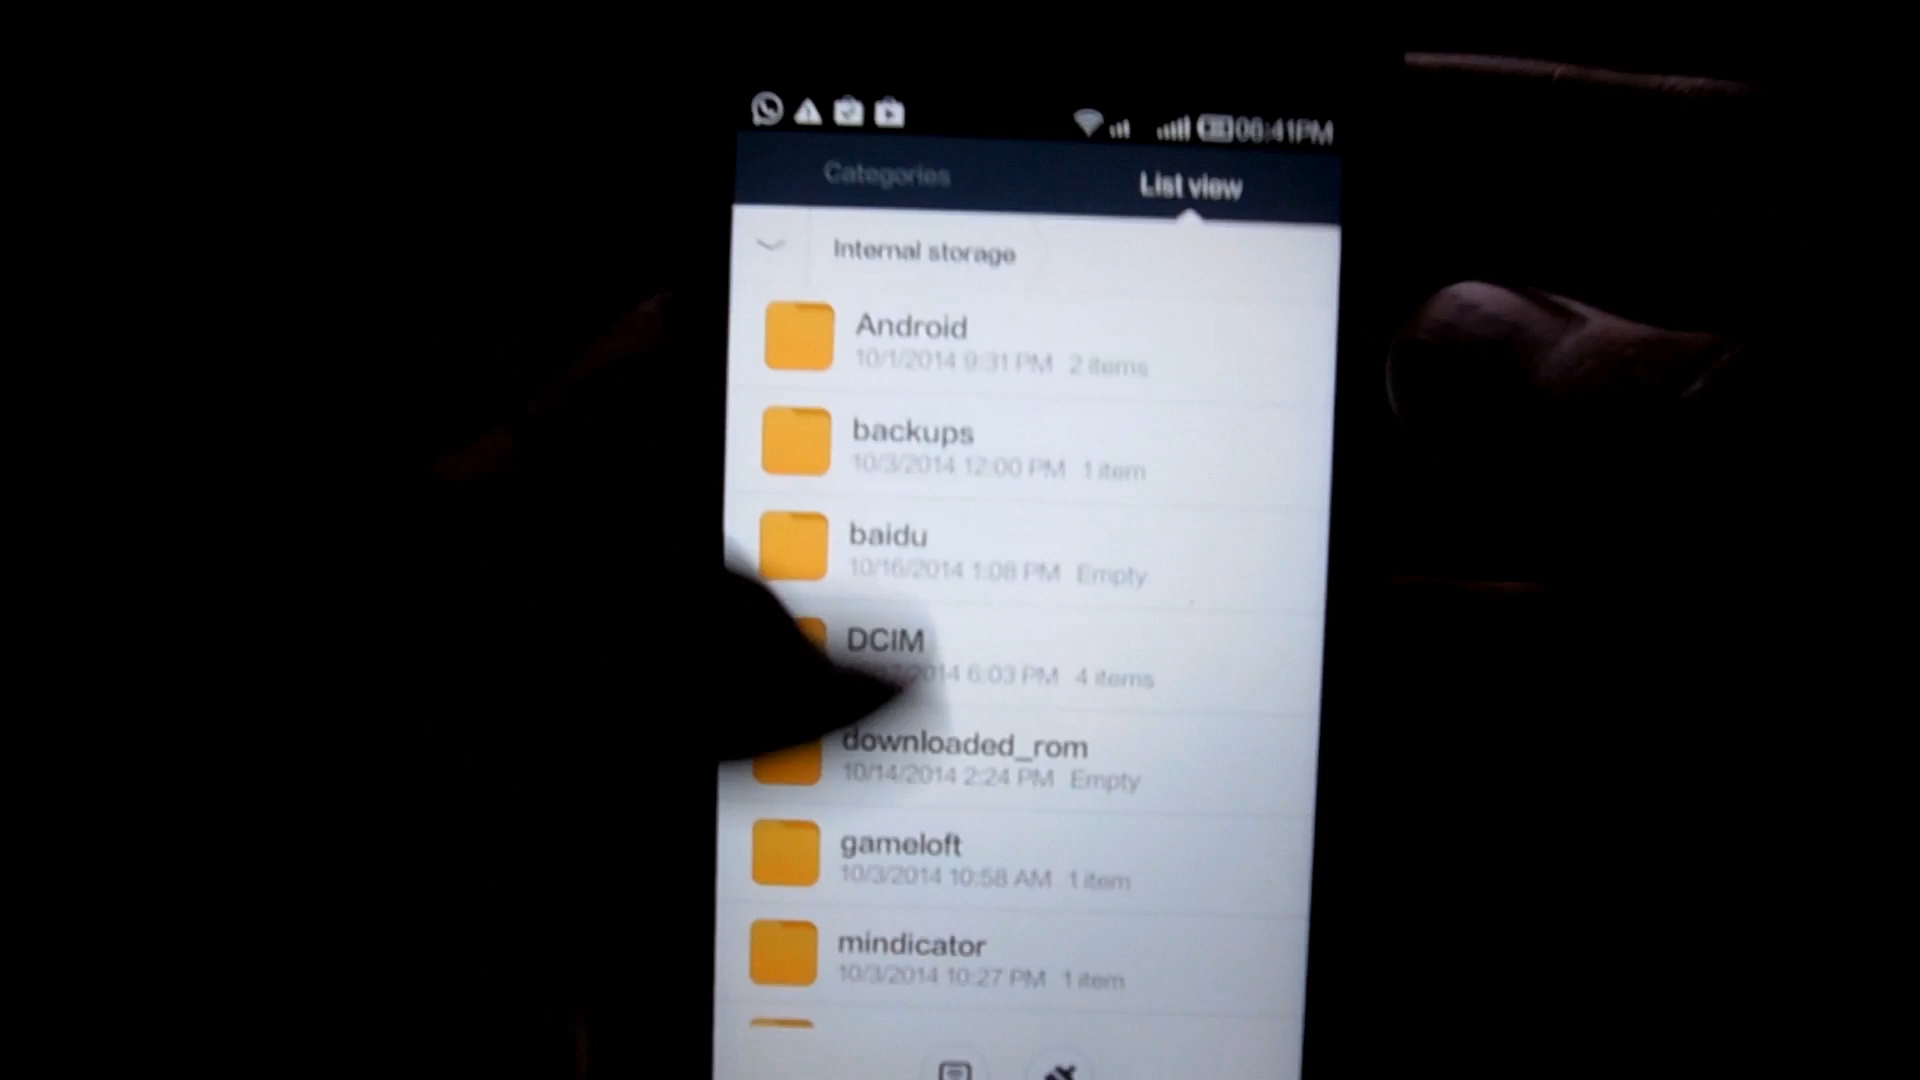 06:41PM
Categories
List view
Internal storage
Android
10/1/2014 9:31 PM 2 items
backups
10/3/2014 12:00 PM 1 item
baidu
10/16/2014 1:08 PM Empty
DCIM
2014 6:03 PM 4 items
downloaded_rom
10/14/2014 2:24 PM Empty
gameloft
10/3/2014 10:58 AM 1 item
mindicator
10/3/2014 10:27 PM 1 item